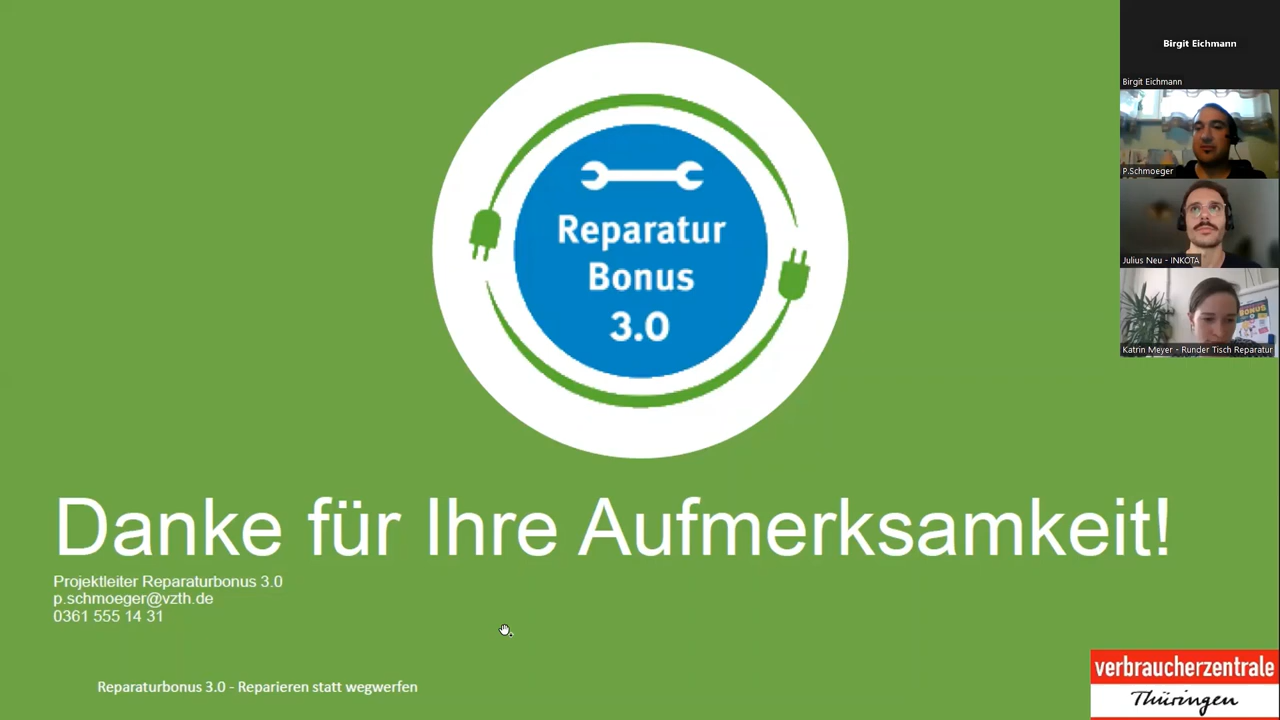 Reparatur
Bonus
3.0
Danke für Ihre Aufmerksamkeit!
Projektleiter Reparaturbonus 3.0
p.schmoeger@vzth.de
0361 555 14 31
Reparaturbonus 3.0 - Reparieren statt wegwerfen
verbraucherzentrale
Thüringen
Birgit Eichmann
Birgit Eichmann
P.Schmoeger
Julius Neu - INKOTA
BONUS
Katrin Meyer - Runder Tisch Reparatur